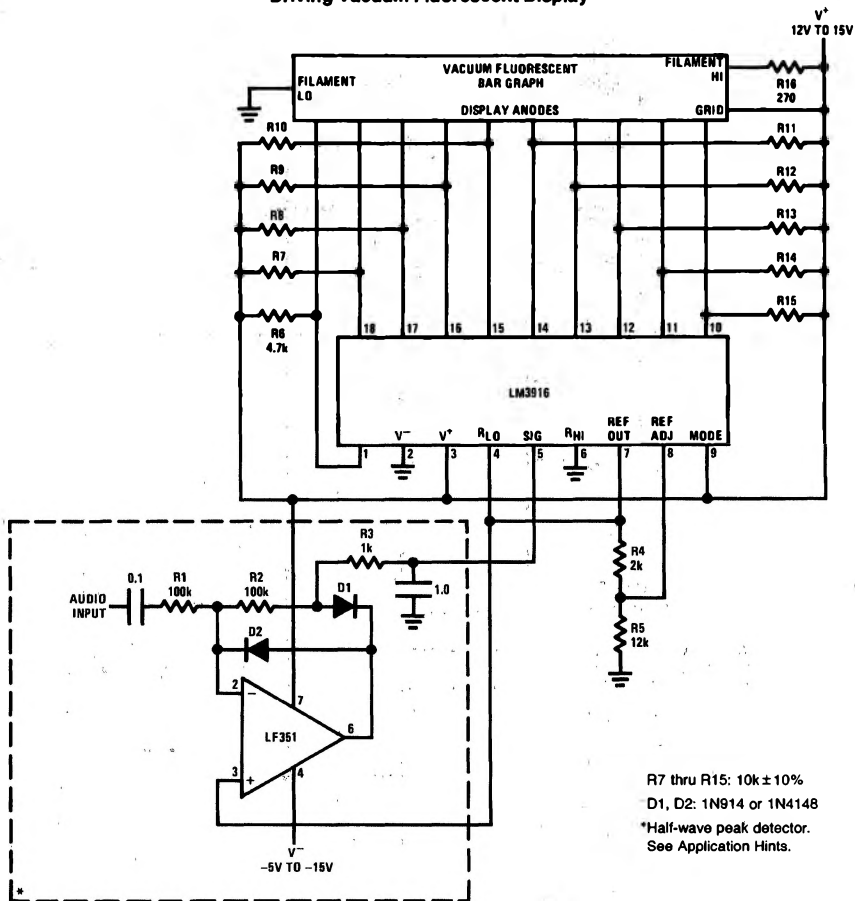 Driving Vacuum Fluorescent Display
V+
12V TO 15V
FILAMENT
LO
VACUUM FLUORESCENT
BAR GRAPH
FILAMENT
HI
R16
270
DISPLAY ANODES
GRID
R10
R11
R9
R12
R8
R13
R7
R14
R6
4.7k
R15
18 17 16 15 14 13 12 11 10
LM3916
V− V+ RLO SIG RHI REF OUT REF ADJ MODE
1 2 3 4 5 6 7 8 9
R3
1k
R4
2k
0.1
R1
100k
R2
100k
D1
1.0
AUDIO
INPUT
D2
R5
12k
2
−
7
LF351
6
3
+
4
V−
−5V TO −15V
R7 thru R15: 10k±10%
D1, D2: 1N914 or 1N4148
*Half-wave peak detector.
See Application Hints.
*